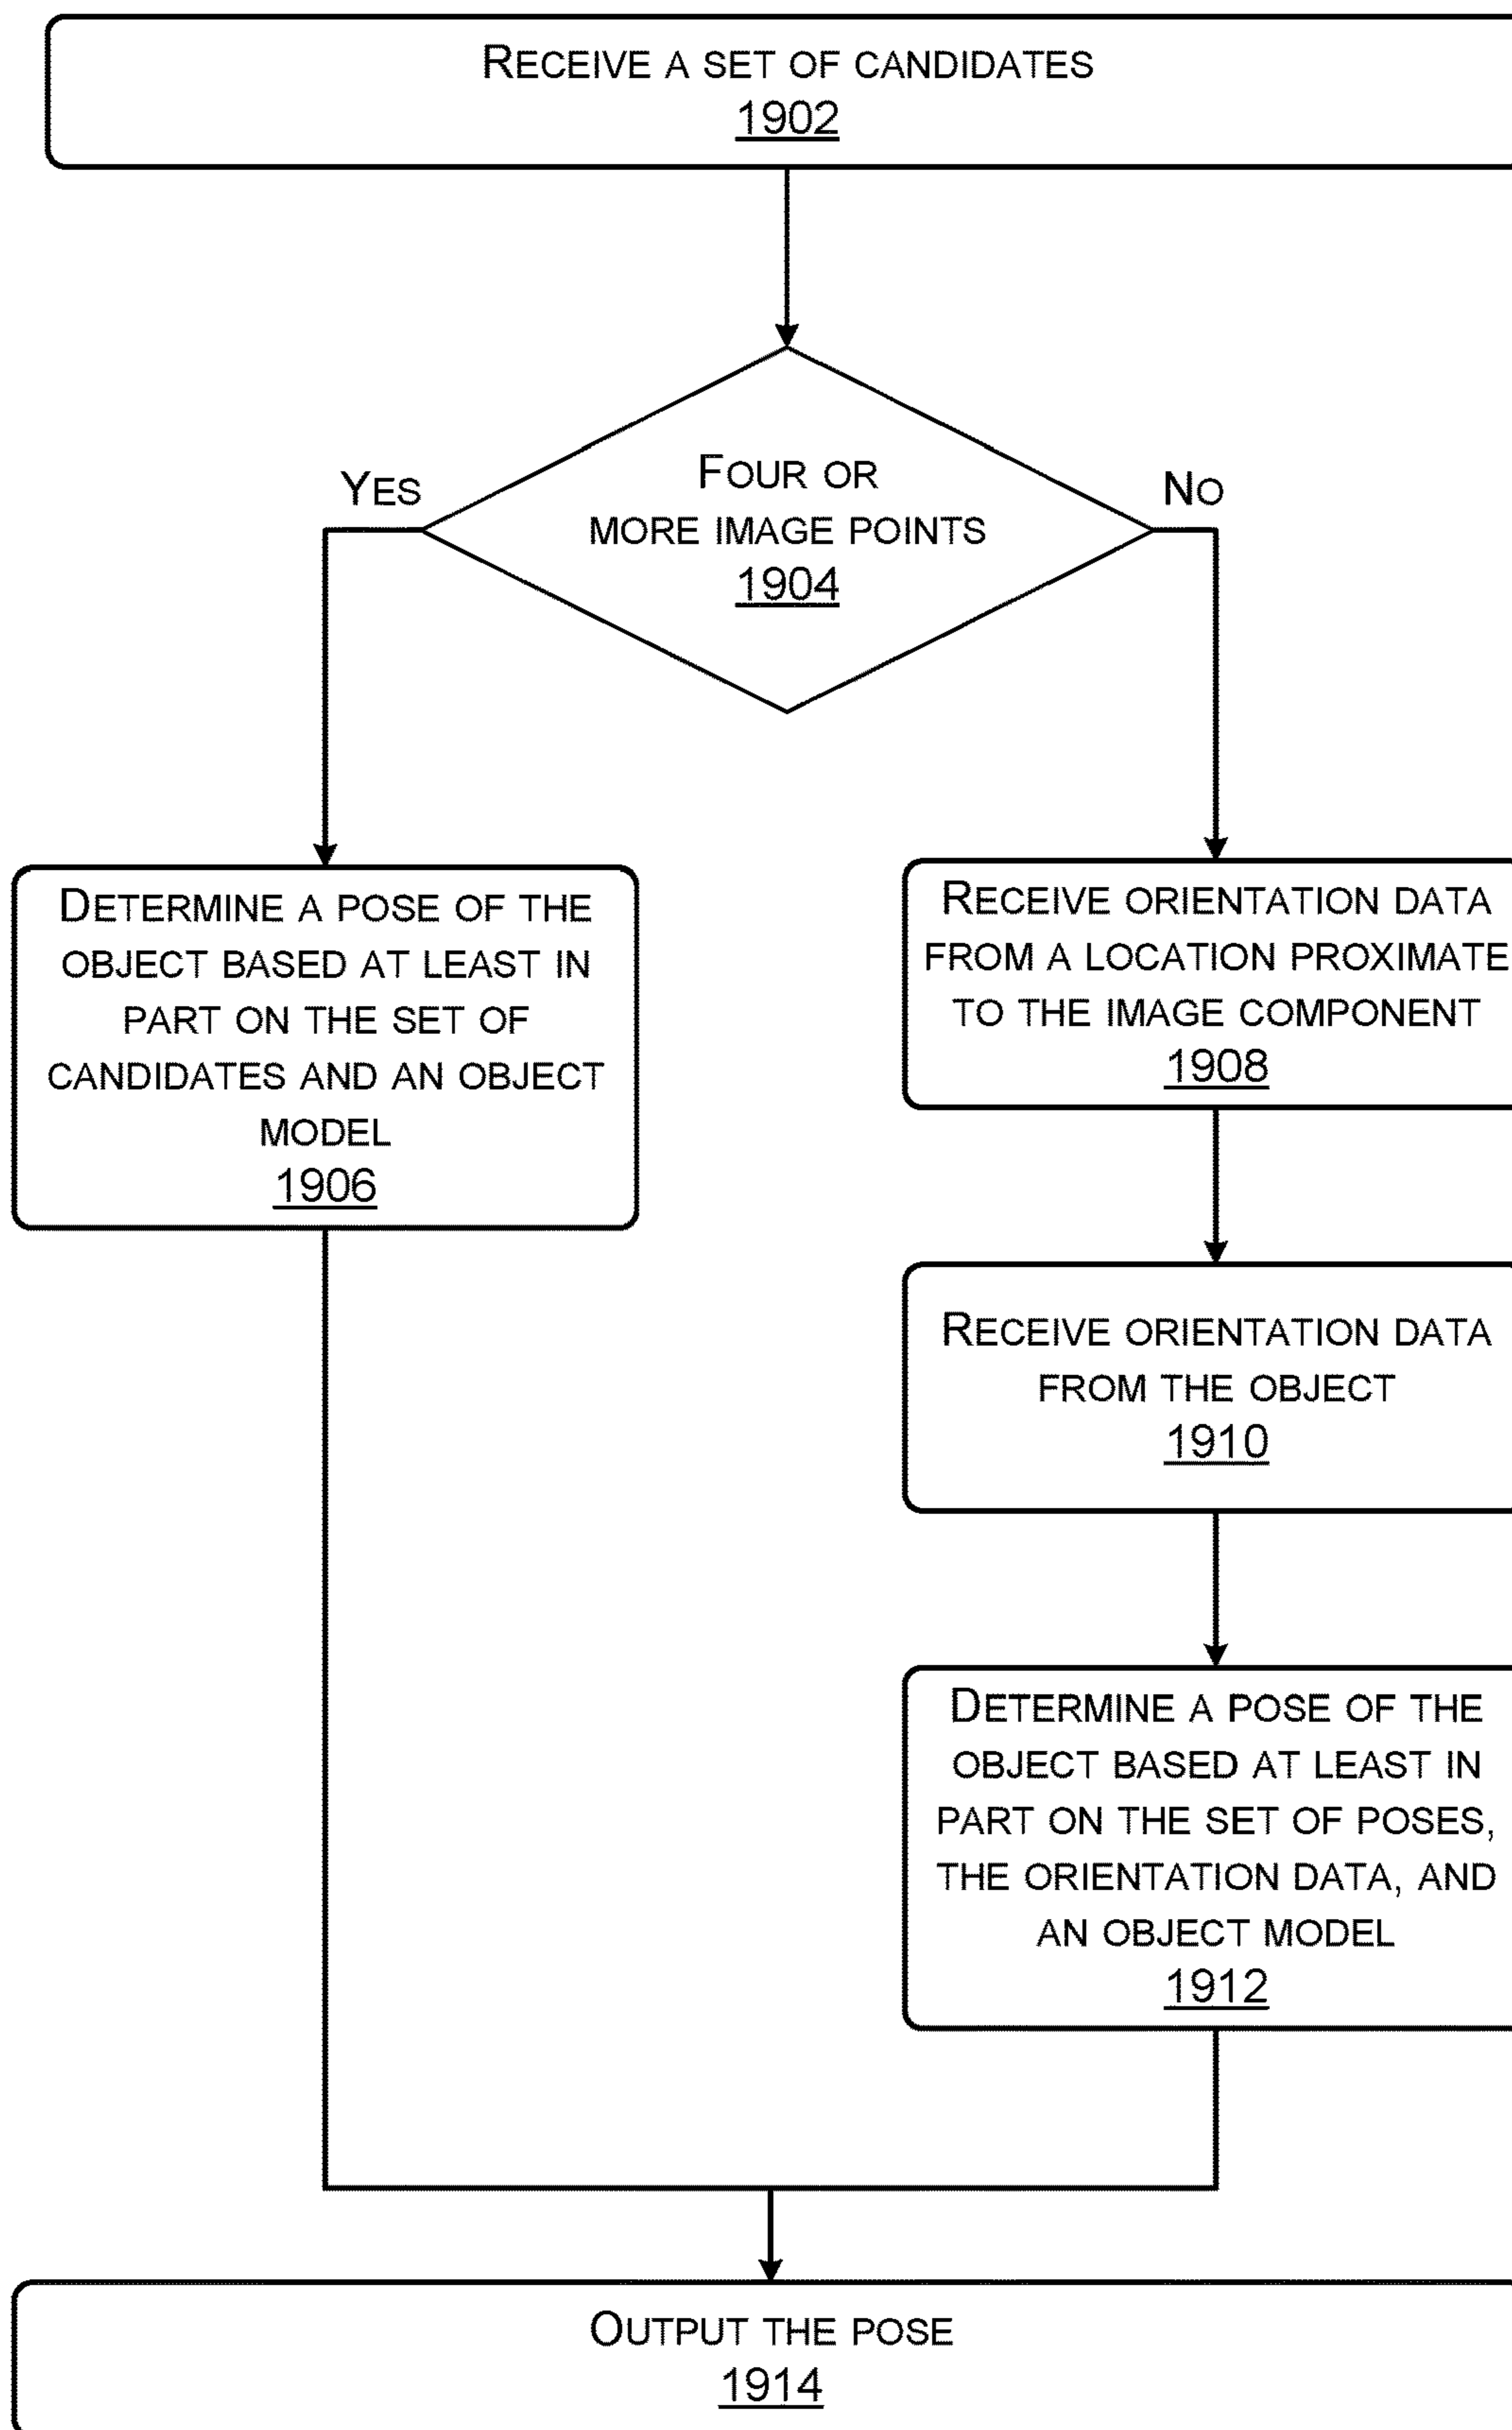 RECEIVE A SET OF CANDIDATES
1902
FOUR OR
MORE IMAGE POINTS
1904
YES
NO
DETERMINE A POSE OF THE
OBJECT BASED AT LEAST IN
PART ON THE SET OF
CANDIDATES AND AN OBJECT
MODEL
1906
RECEIVE ORIENTATION DATA
FROM A LOCATION PROXIMATE
TO THE IMAGE COMPONENT
1908
RECEIVE ORIENTATION DATA
FROM THE OBJECT
1910
DETERMINE A POSE OF THE
OBJECT BASED AT LEAST IN
PART ON THE SET OF POSES,
THE ORIENTATION DATA, AND
AN OBJECT MODEL
1912
OUTPUT THE POSE
1914